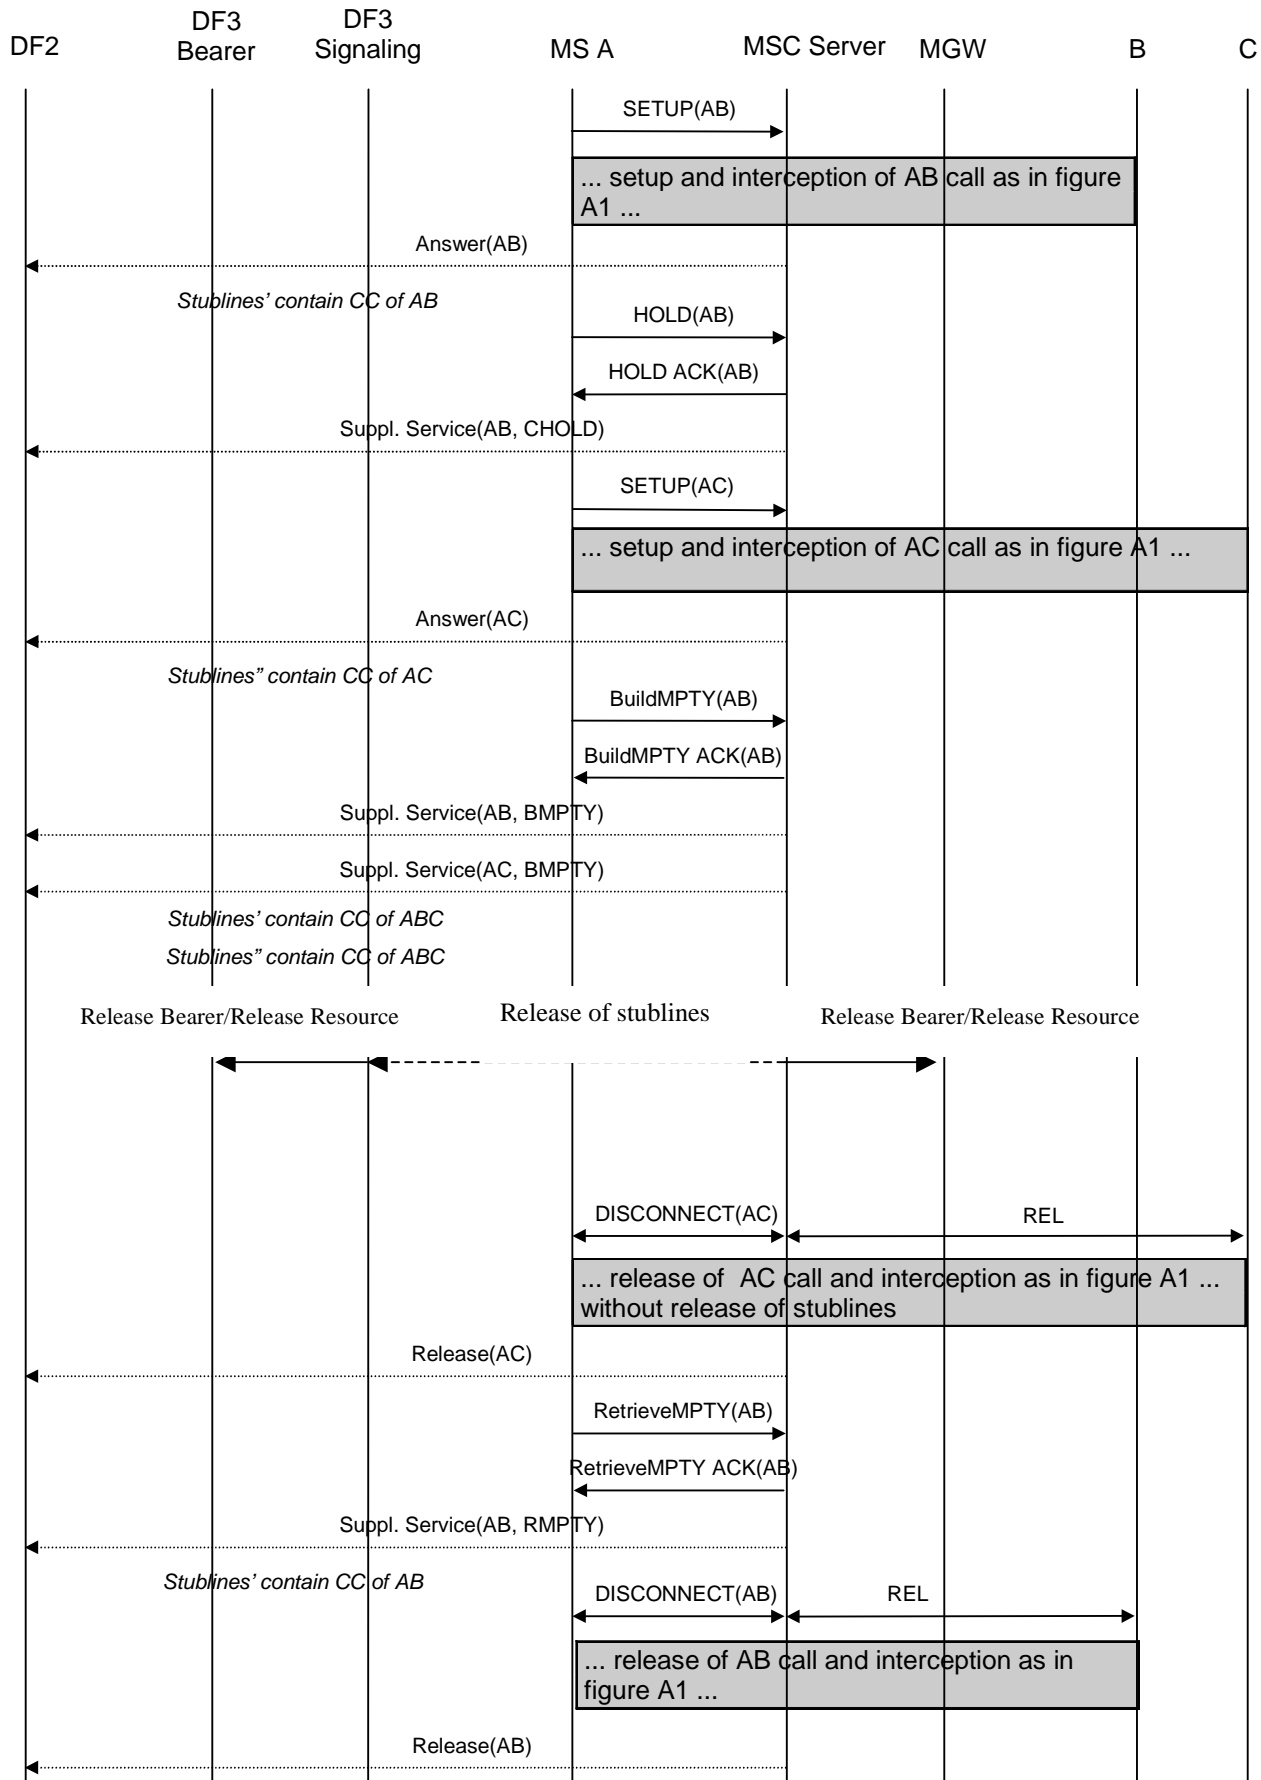 DF2
DF3
Bearer
DF3
Signaling
MS A
MSC Server
MGW
B
C
SETUP(AB)
... setup and interception of AB call as in figure
A1 ...
Answer(AB)
Stublines’ contain CC of AB
HOLD(AB)
HOLD ACK(AB)
Suppl. Service(AB, CHOLD)
SETUP(AC)
... setup and interception of AC call as in figure A1 ...
Answer(AC)
Stublines” contain CC of AC
BuildMPTY(AB)
BuildMPTY ACK(AB)
Suppl. Service(AB, BMPTY)
Suppl. Service(AC, BMPTY)
Stublines’ contain CC of ABC
Stublines” contain CC of ABC
Release Bearer/Release Resource
Release of stublines
Release Bearer/Release Resource
DISCONNECT(AC)
REL
... release of  AC call and interception as in figure A1 ...
without release of stublines
Release(AC)
RetrieveMPTY(AB)
RetrieveMPTY ACK(AB)
Suppl. Service(AB, RMPTY)
Stublines’ contain CC of AB
DISCONNECT(AB)
REL
... release of AB call and interception as in
figure A1 ...
Release(AB)